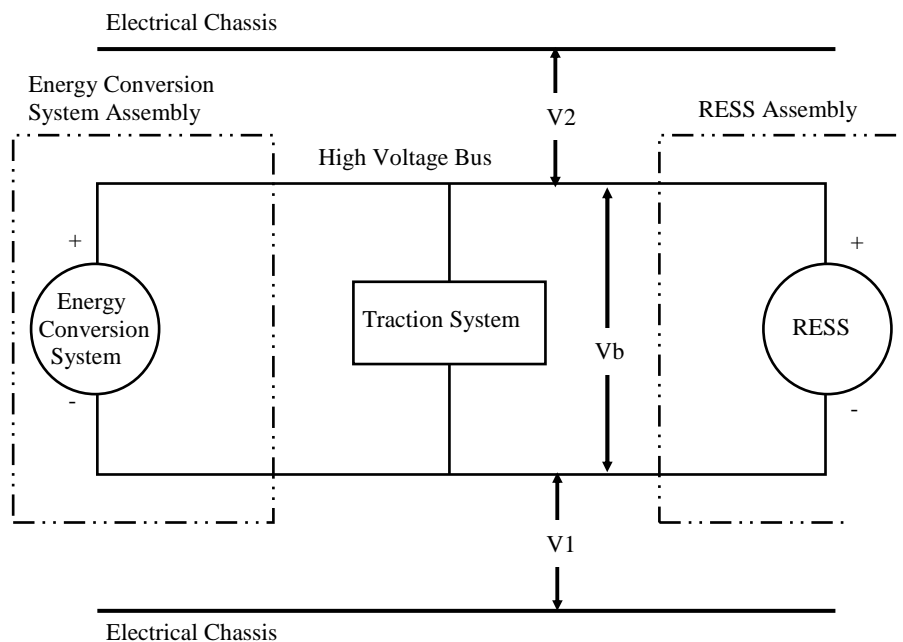 Electrical Chassis
Energy Conversion
System Assembly
V2
RESS Assembly
High Voltage Bus
+
+
Energy
Conversion
System
Traction System
Vb
RESS
-
-
V1
Electrical Chassis